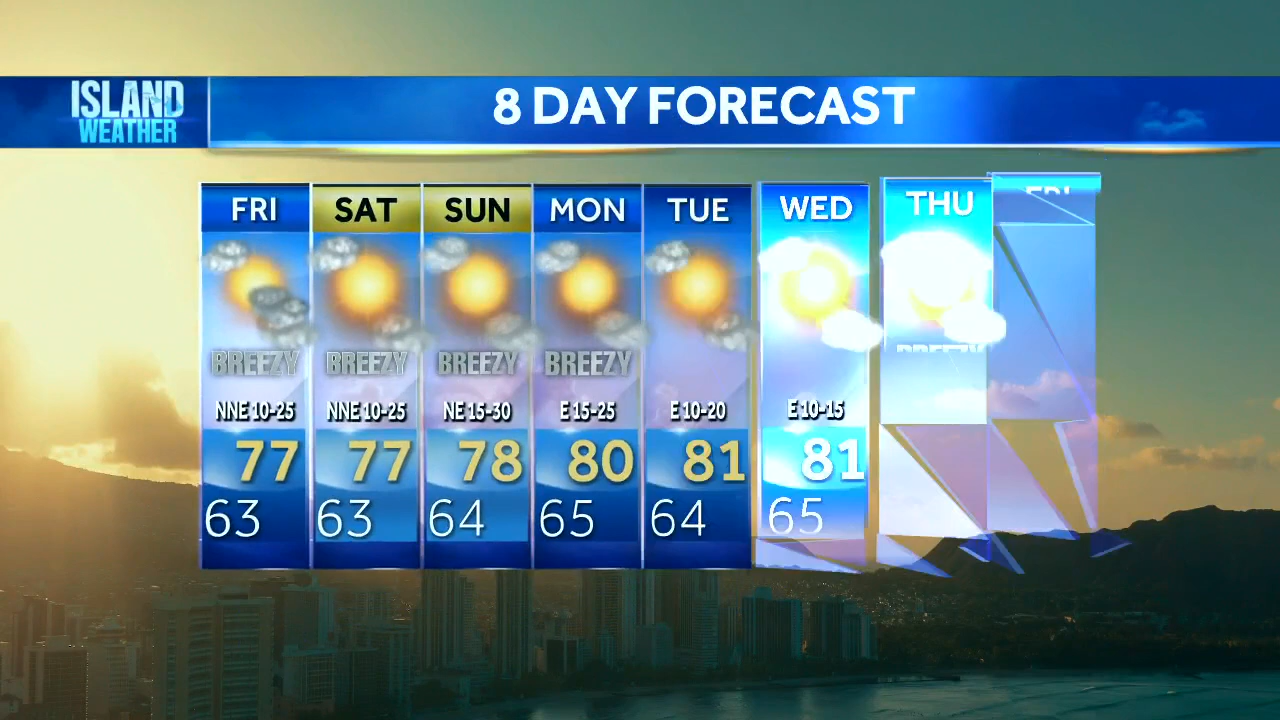 ISLAND
WEATHER
8 DAY FORECAST
FRI SAT SUN MON TUE WED THU FRI
BREEZY BREEZY BREEZY BREEZY BREEZY
NNE 10-25 NNE 10-25 NE 15-30 E 15-25 E 10-20 E 10-15
77 77 78 80 81 81
63 63 64 65 64 65